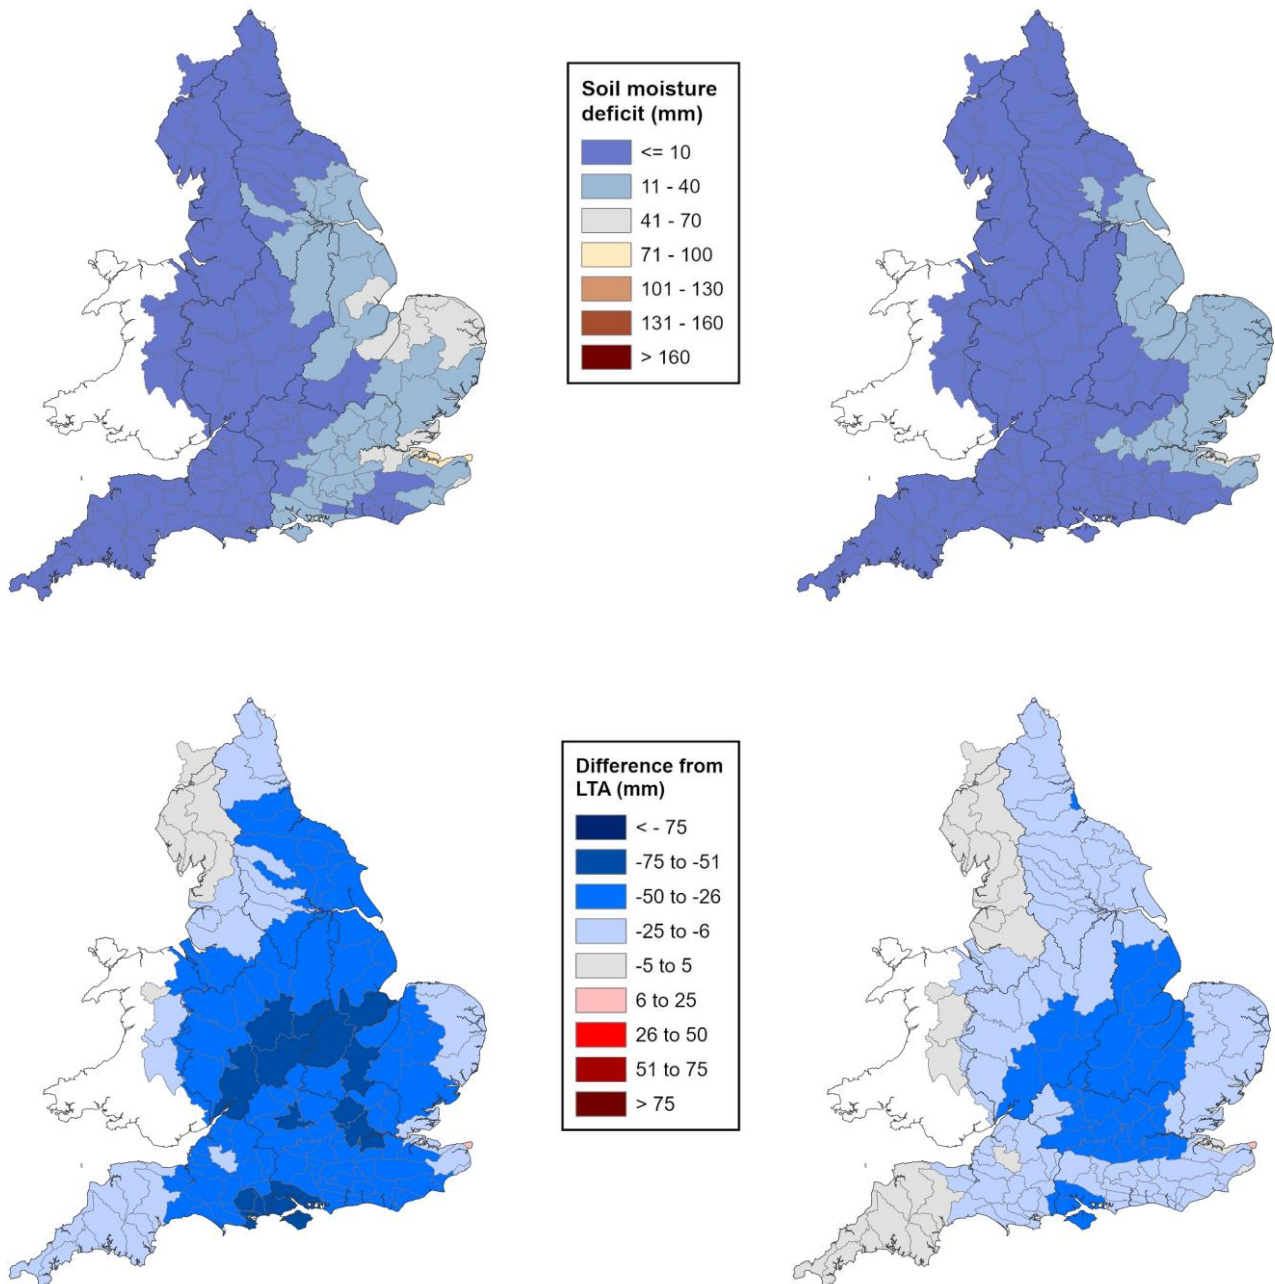 Soil moisture
deficit (mm)
<= 10
11 - 40
41 - 70
71 - 100
101 - 130
131 - 160
> 160
Difference from
LTA (mm)
< - 75
-75 to -51
-50 to -26
-25 to -6
-5 to 5
6 to 25
26 to 50
51 to 75
> 75